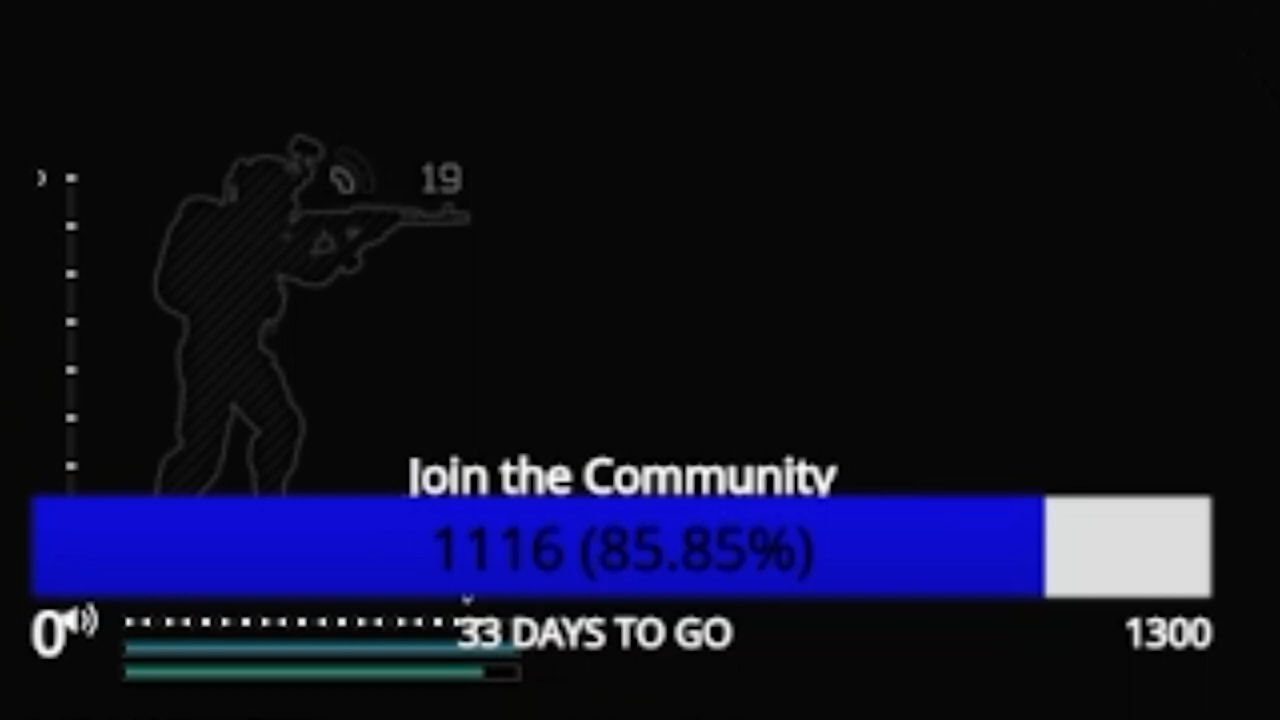 19
Join the Community
1116 (85.85%)
0
33 DAYS TO GO
1300